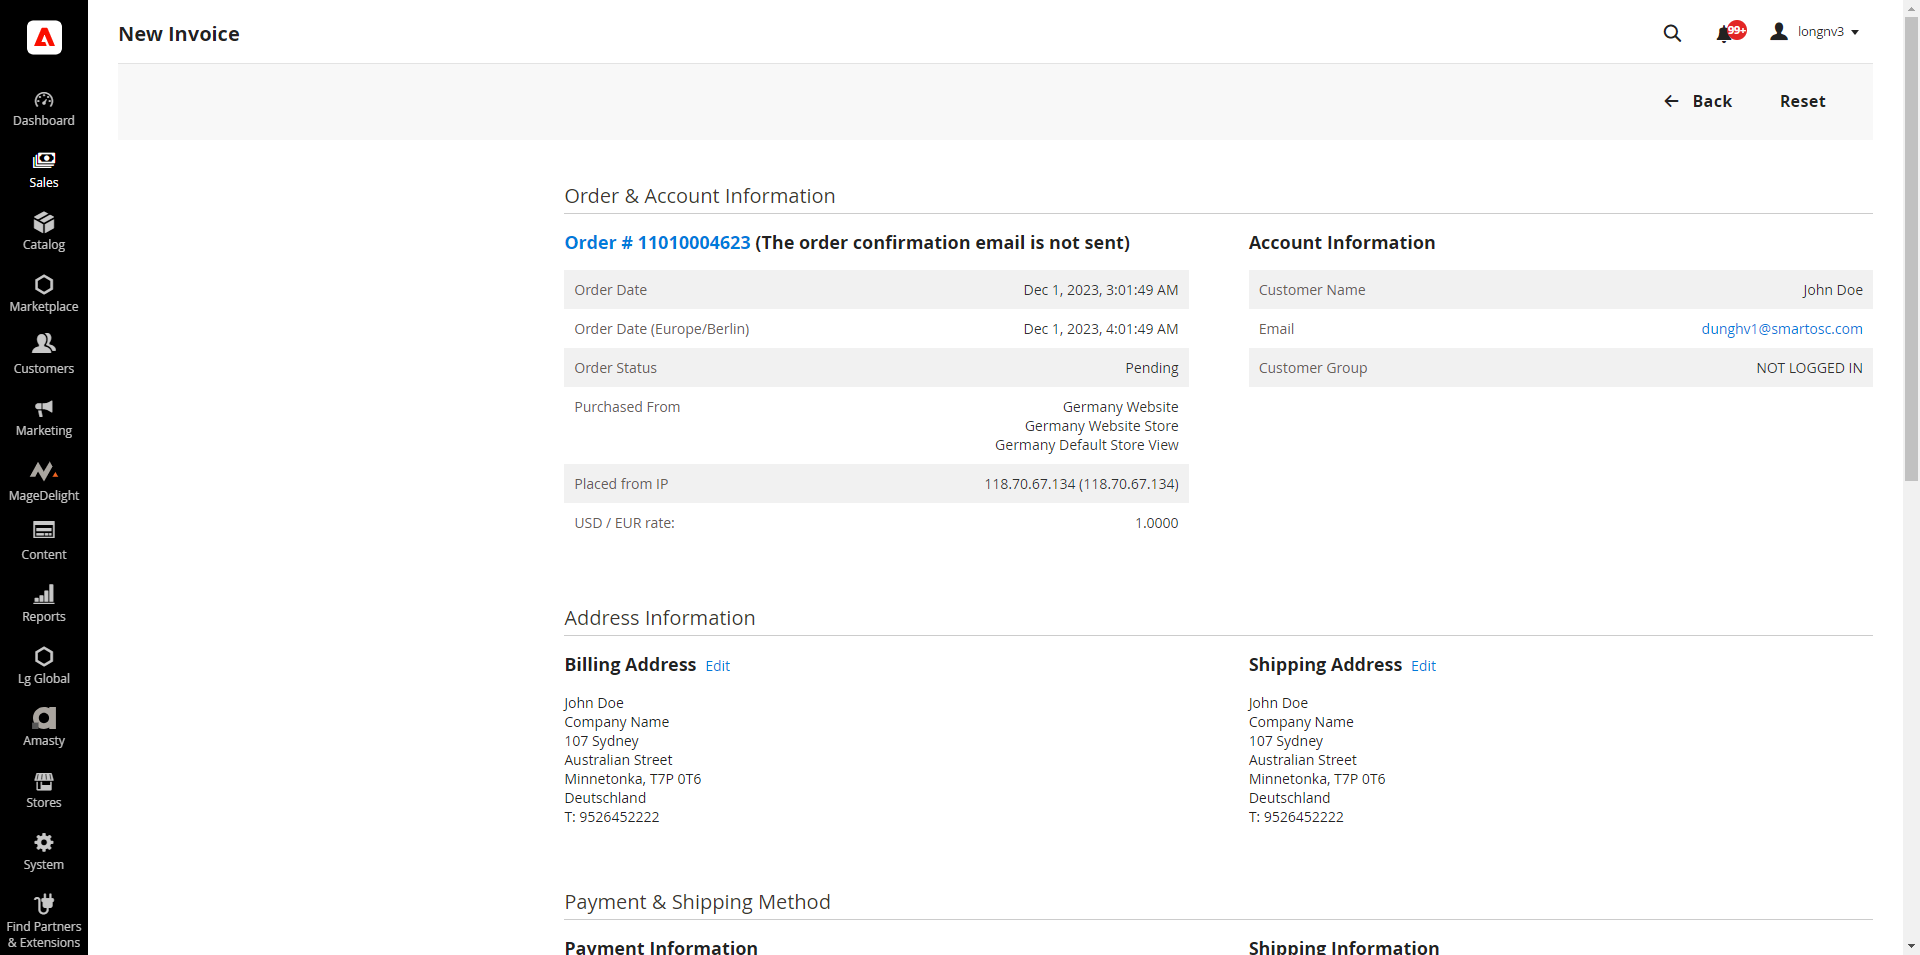 New Invoice
99+
longnv3
Back
Reset
Dashboard
Sales
Catalog
Marketplace
Customers
Marketing
MageDelight
Content
Reports
Lg Global
Amasty
Stores
System
Find Partners
& Extensions
Order & Account Information
Order # 11010004623 (The order confirmation email is not sent)
Order Date Dec 1, 2023, 3:01:49 AM
Order Date (Europe/Berlin) Dec 1, 2023, 4:01:49 AM
Order Status Pending
Purchased From Germany Website
Germany Website Store
Germany Default Store View
Placed from IP 118.70.67.134 (118.70.67.134)
USD / EUR rate: 1.0000
Account Information
Customer Name John Doe
Email dunghv1@smartosc.com
Customer Group NOT LOGGED IN
Address Information
Billing Address Edit
John Doe
Company Name
107 Sydney
Australian Street
Minnetonka, T7P 0T6
Deutschland
T: 9526452222
Shipping Address Edit
John Doe
Company Name
107 Sydney
Australian Street
Minnetonka, T7P 0T6
Deutschland
T: 9526452222
Payment & Shipping Method
Payment Information
Shipping Information